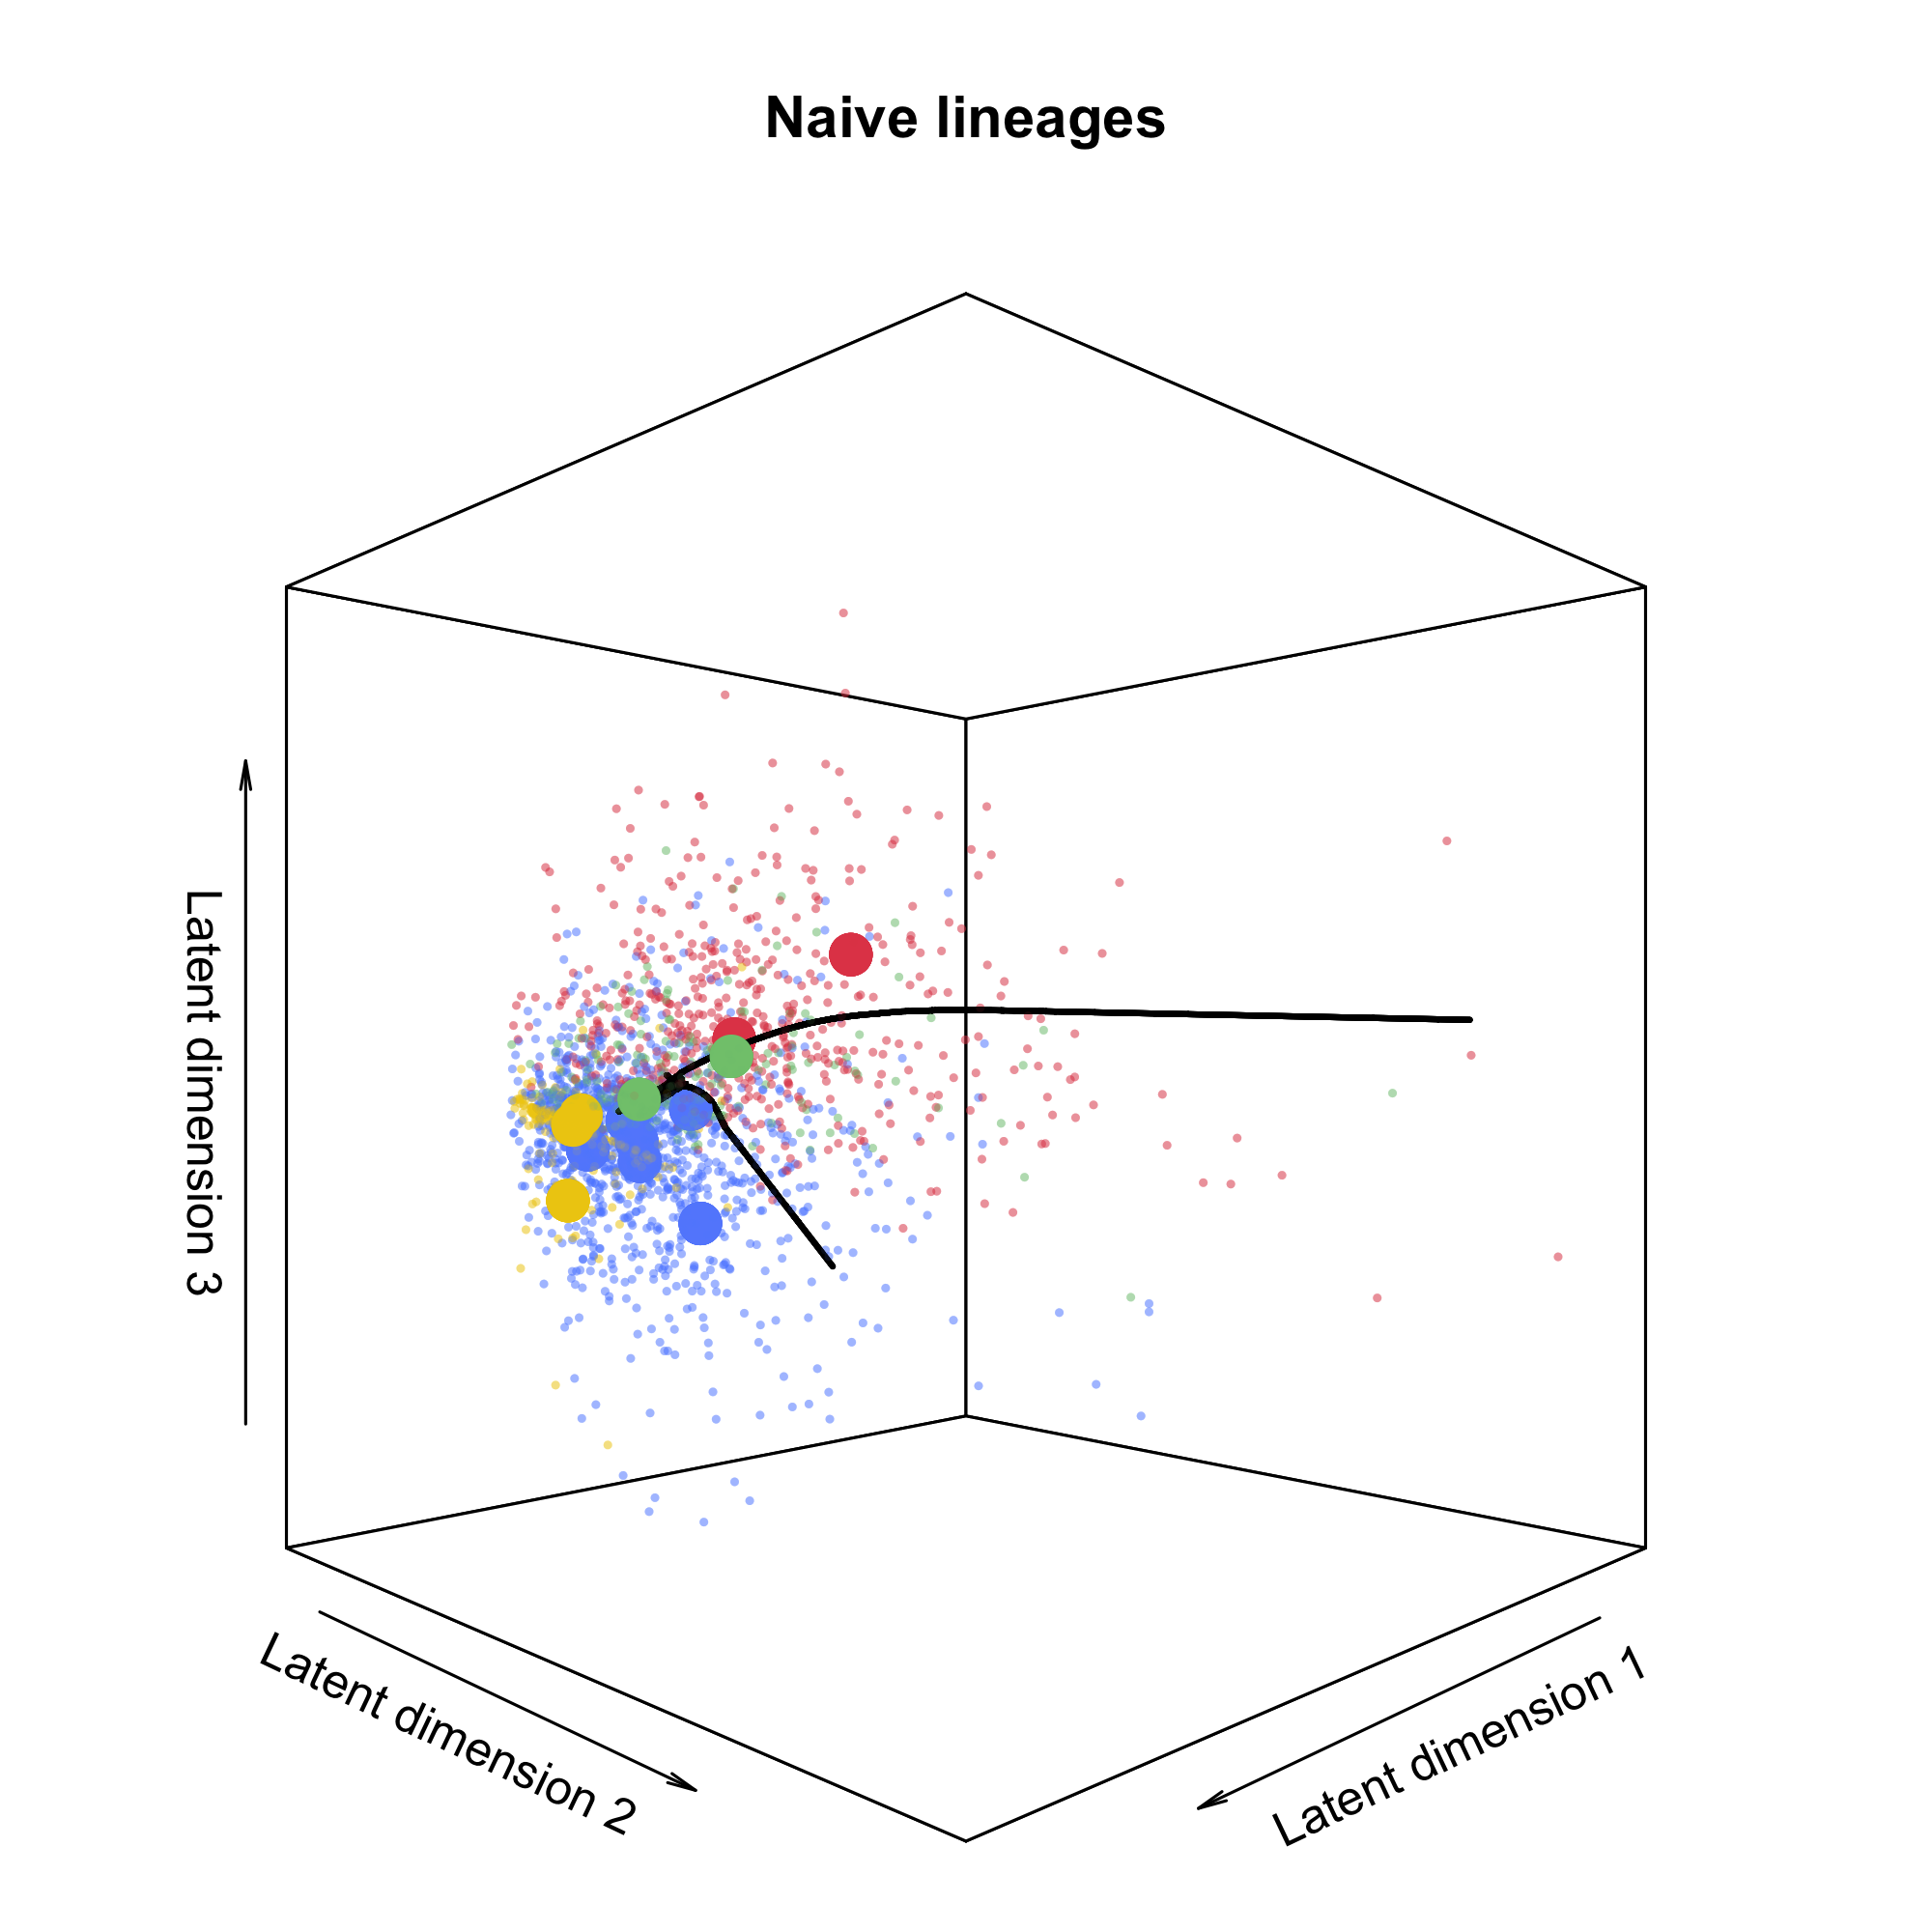 Naive lineages
Latent dimension 3
Latent dimension 2
Latent dimension 1